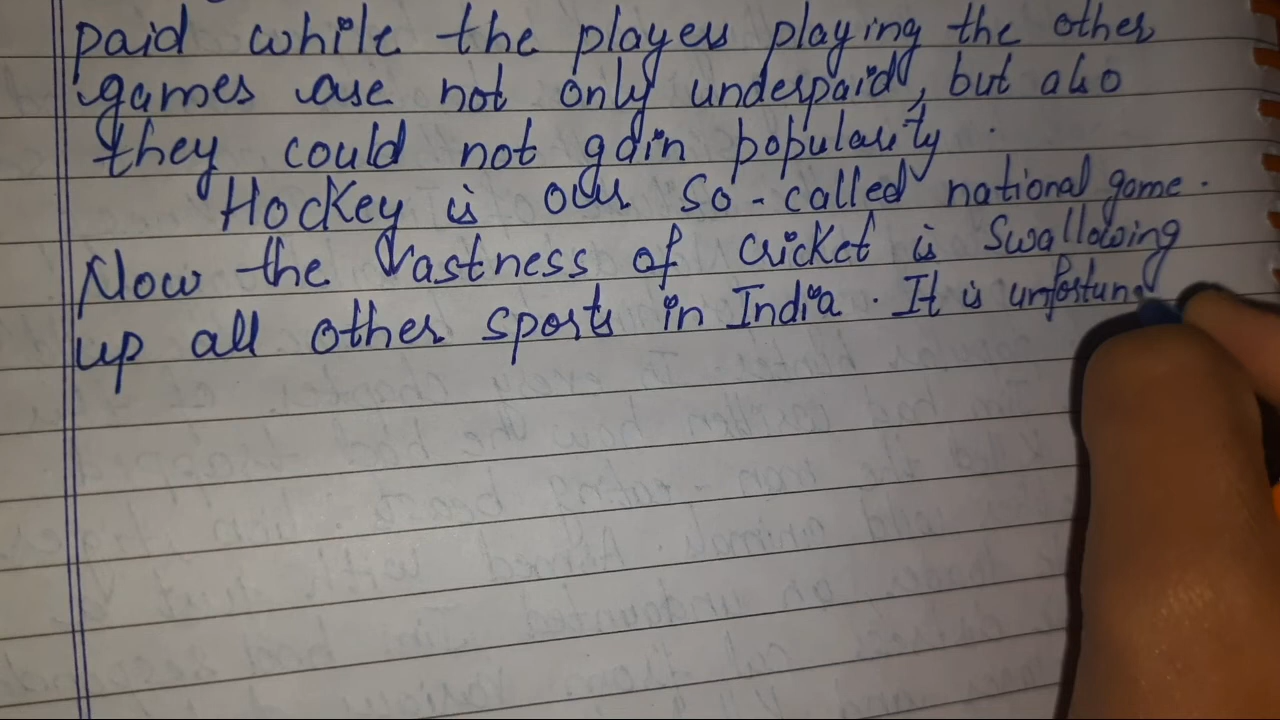 paid while the player playing the other
games are not only underpaid, but also
they could not gain popularity.
Hockey is our so-called national game.
Now the Vastness of cricket is Swallowing
up all other sports in India. It is unfortuna